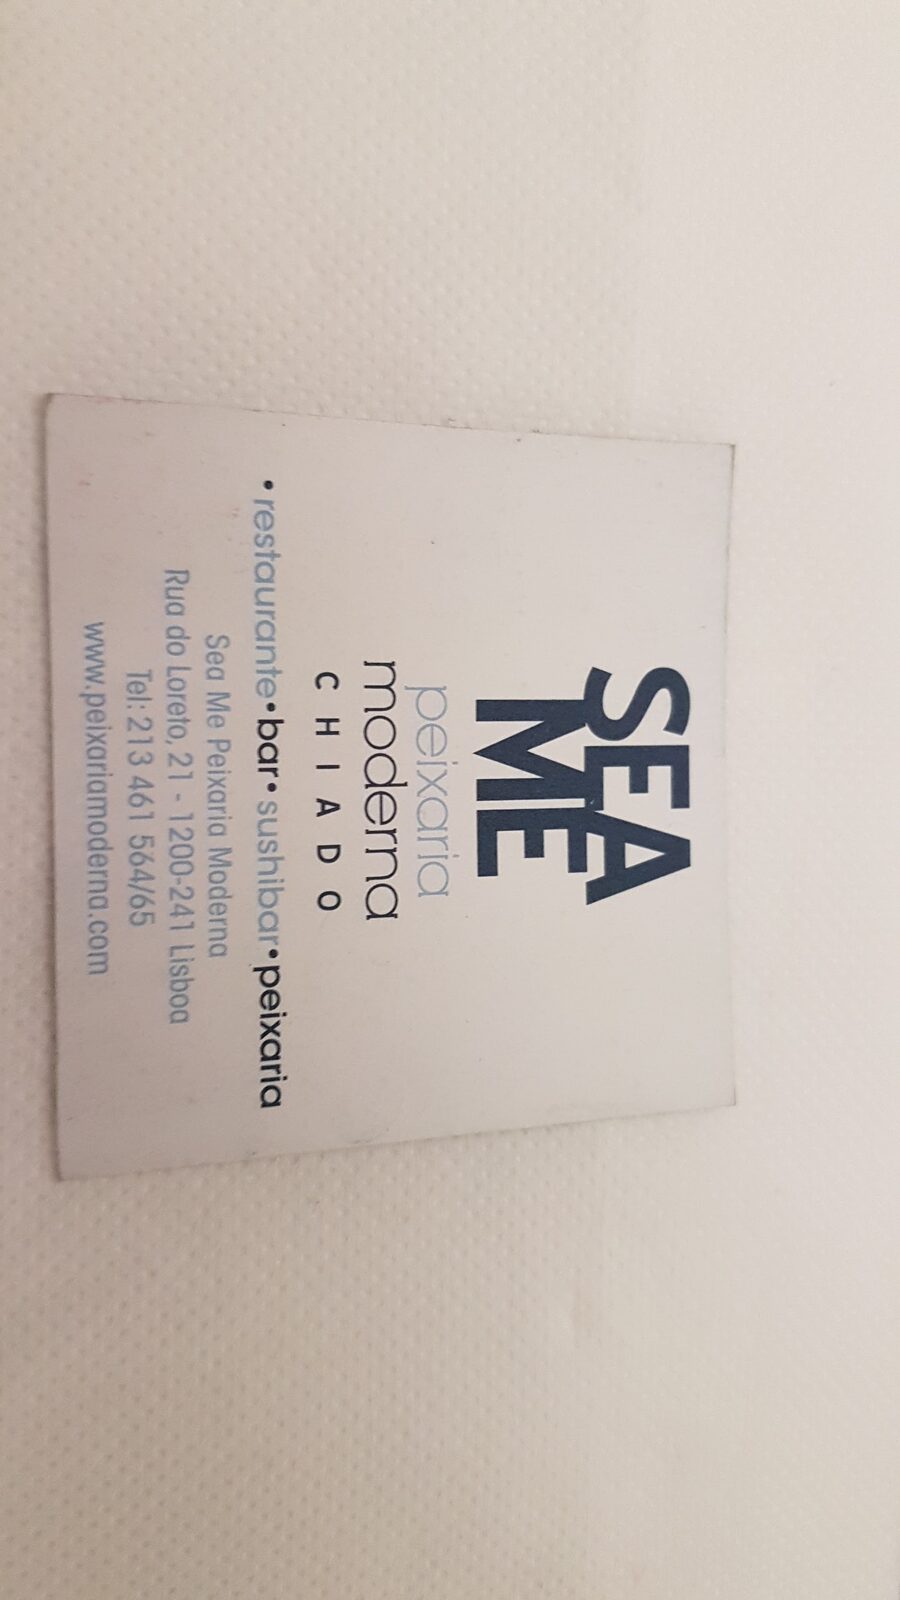 SEA
ME
peixaria
moderna
CHIADO
•restaurante•bar•sushibar•peixaria
Sea Me Peixaria Moderna
Rua do Loreto, 21 - 1200-241 Lisboa
Tel: 213 461 564/65
www.peixariamoderna.com